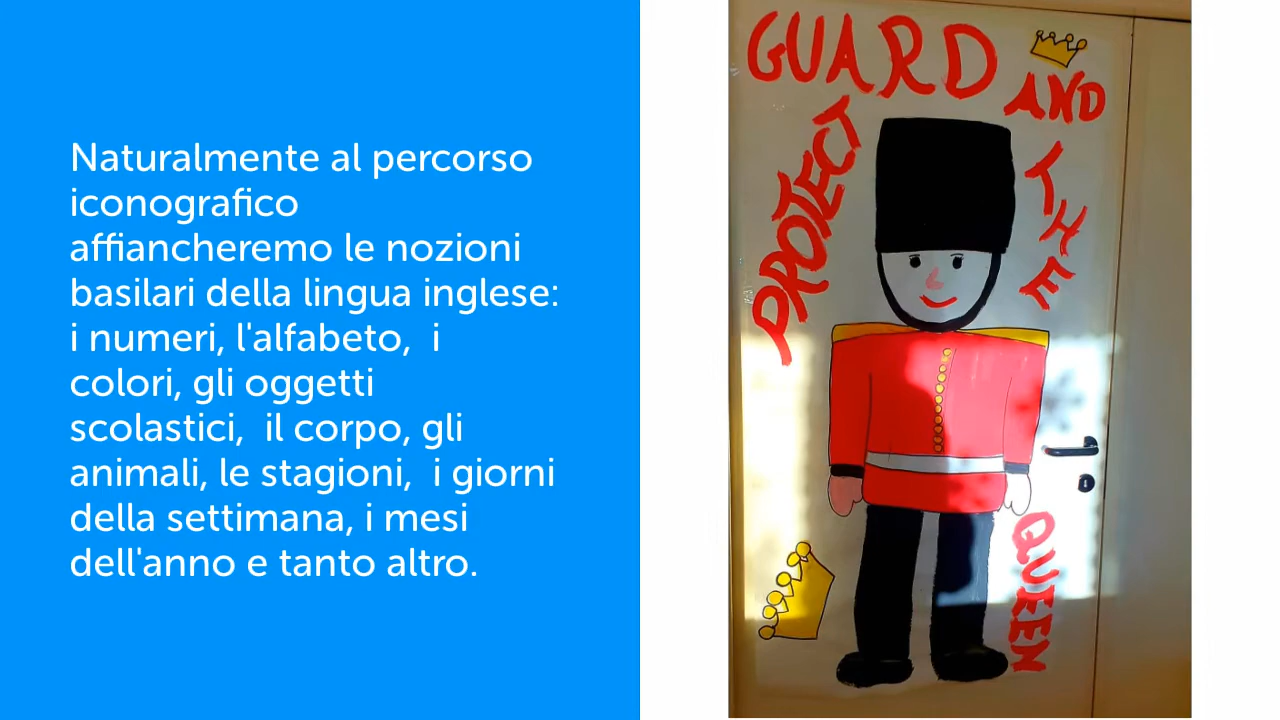 Naturalmente al percorso
iconografico
affiancheremo le nozioni
basilari della lingua inglese:
i numeri, l'alfabeto,  i
colori, gli oggetti
scolastici,  il corpo, gli
animali, le stagioni,  i giorni
della settimana, i mesi
dell'anno e tanto altro.
GUARD
AND
PROTECT
THE
QUEEN